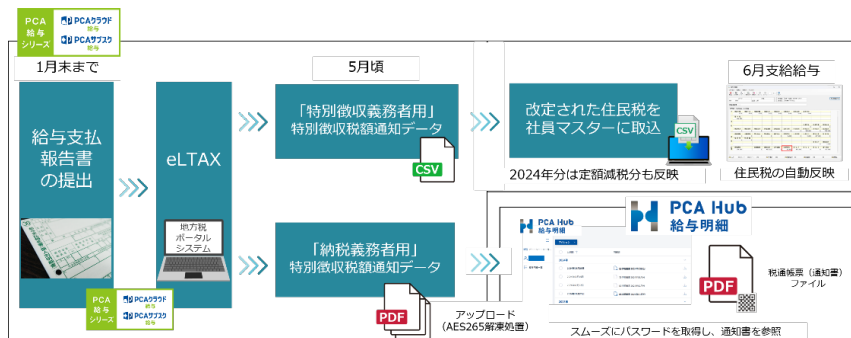 PCA
給与
シリーズ
PCAクラウド
給与
PCAサブスク
給与
1月末まで
5月頃
6月支給給与
給与支払
報告書
の提出
eLTAX
地方税
ポータル
システム
「特別徴収義務者用」
特別徴収税額通知データ
CSV
改定された住民税を
社員マスターに取込
CSV
2024年分は定額減税分も反映
住民税の自動反映
「納税義務者用」
特別徴収税額通知データ
PDF
アップロード
(AES265解凍処置)
PCA Hub
給与明細
PCA Hub
給与明細
PDF
税通帳票(通知書)
ファイル
スムーズにパスワードを取得し、通知書を参照
PCA
給与
シリーズ
PCAクラウド
給与
PCAサブスク
給与